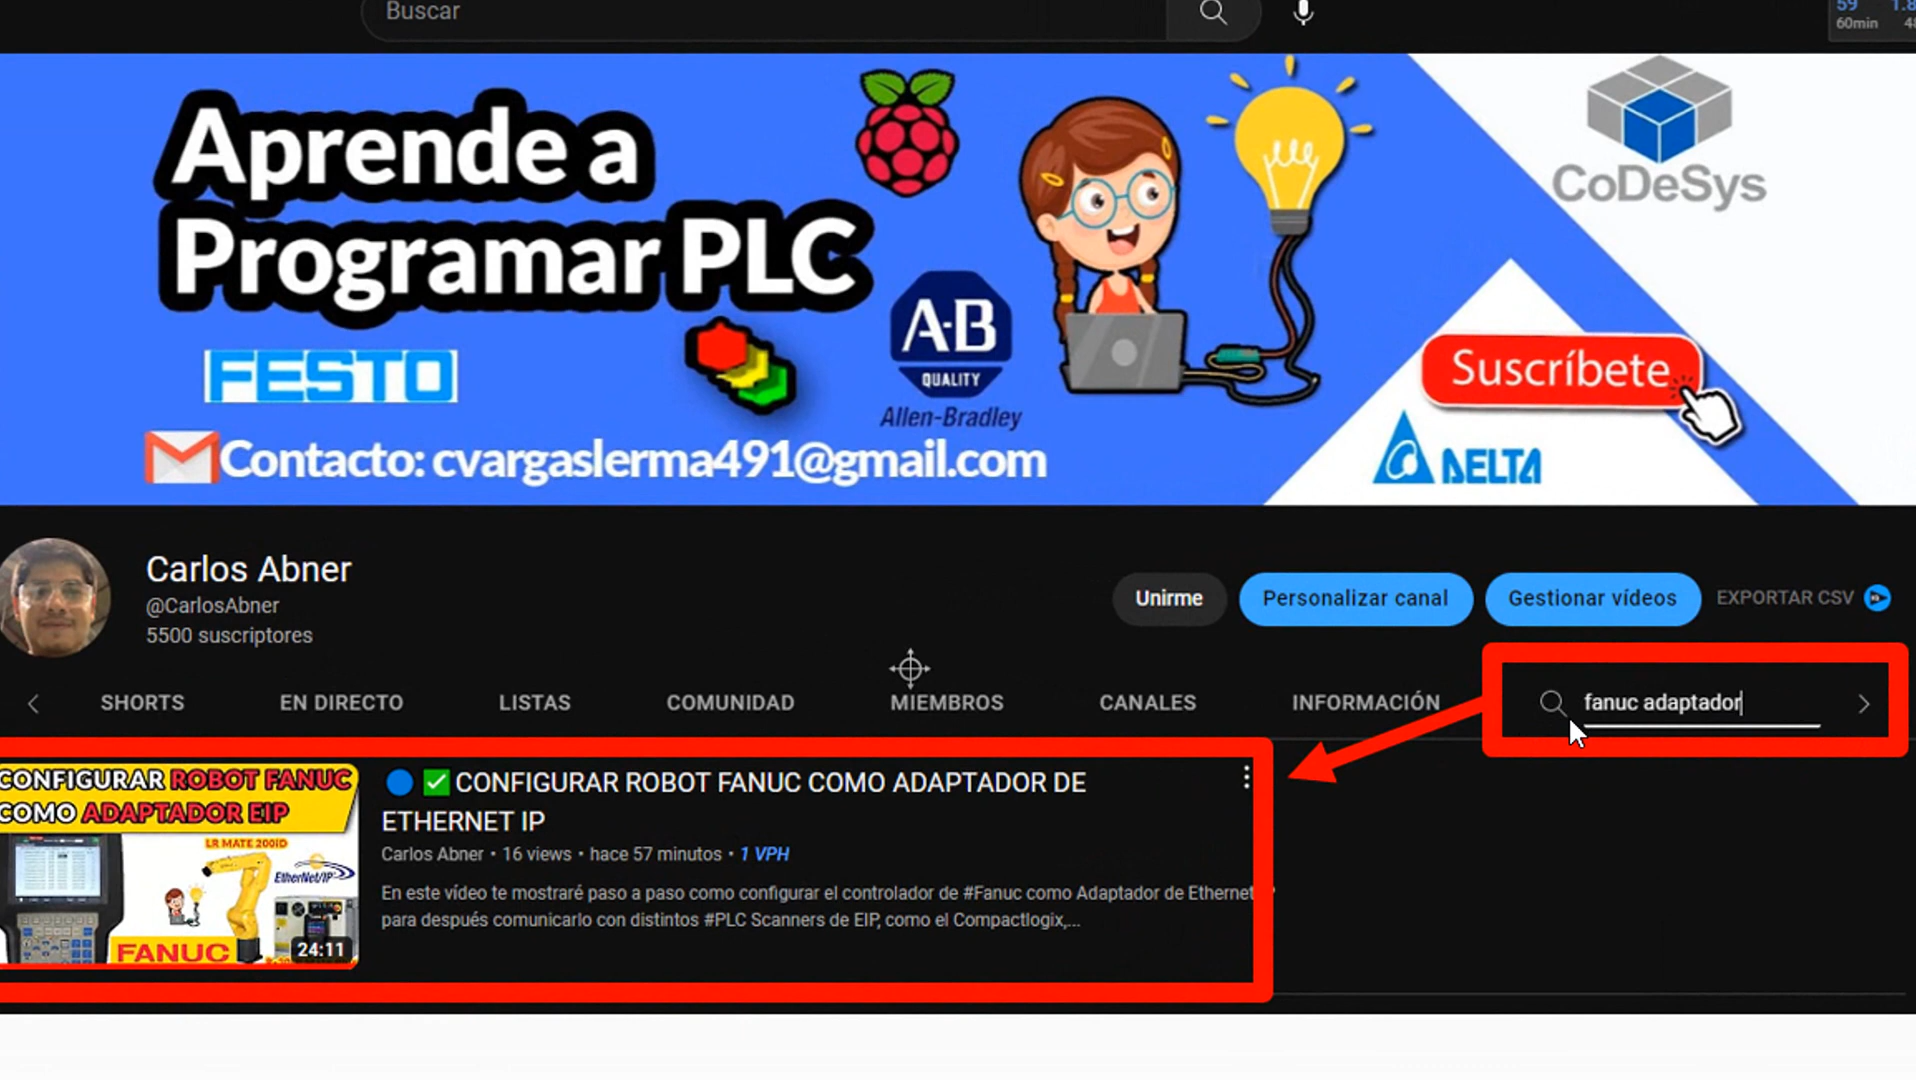 Buscar
59
60min
Aprende a
Programar PLC
CoDeSys
FESTO
A-B
QUALITY
Allen-Bradley
Suscríbete
DELTA
Contacto: cvargaslerma491@gmail.com
Carlos Abner
@CarlosAbner
5500 suscriptores
Unirme
Personalizar canal
Gestionar vídeos
EXPORTAR CSV
SHORTS
EN DIRECTO
LISTAS
COMUNIDAD
MIEMBROS
CANALES
INFORMACIÓN
fanuc adaptador
CONFIGURAR ROBOT FANUC
COMO ADAPTADOR EIP
LR MATE 200iD
EtherNet/IP
FANUC
24:11
CONFIGURAR ROBOT FANUC COMO ADAPTADOR DE
ETHERNET IP
Carlos Abner • 16 views • hace 57 minutos • 1 VPH
En este vídeo te mostraré paso a paso como configurar el controlador de #Fanuc como Adaptador de Ethernet
para después comunicarlo con distintos #PLC Scanners de EIP, como el Compactlogix,...